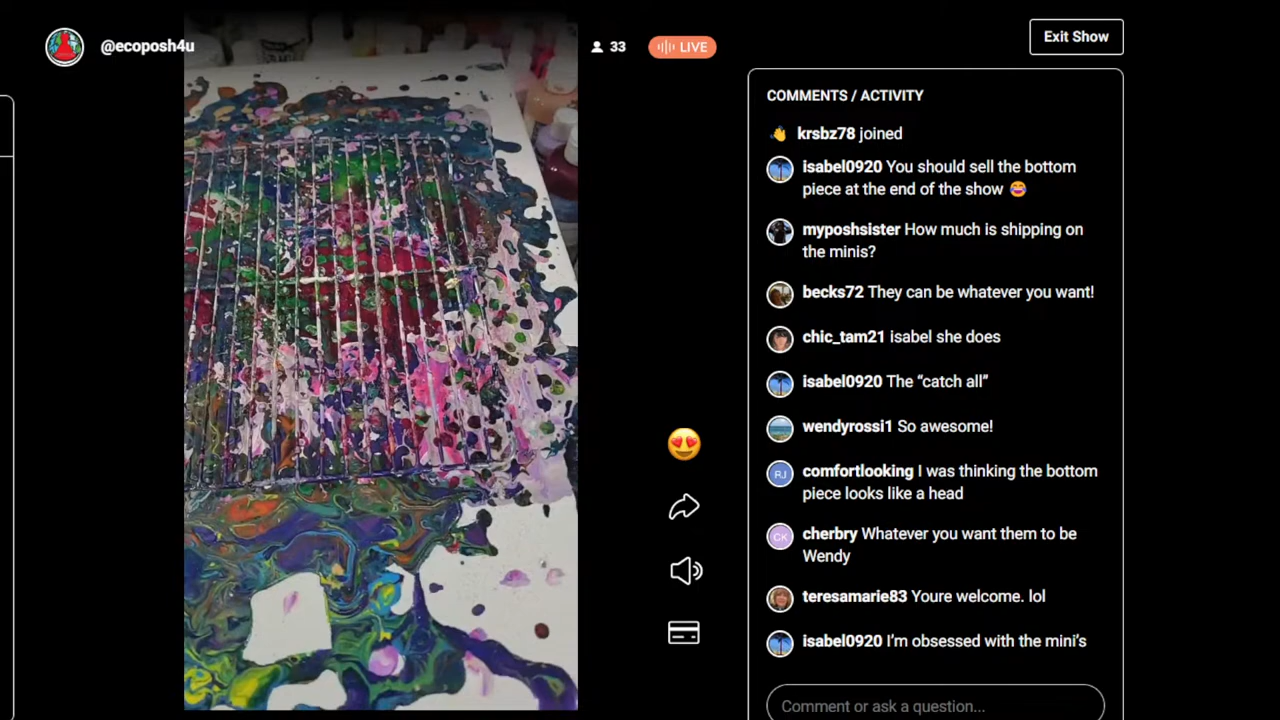 @ecoposh4u
33
LIVE
Exit Show
COMMENTS / ACTIVITY
krsbz78 joined
isabel0920 You should sell the bottom
piece at the end of the show 😂
myposhsister How much is shipping on
the minis?
becks72 They can be whatever you want!
chic_tam21 isabel she does
isabel0920 The “catch all”
wendyrossi1 So awesome!
RJ
comfortlooking I was thinking the bottom
piece looks like a head
CK
cherbry Whatever you want them to be
Wendy
teresamarie83 Youre welcome. lol
isabel0920 I’m obsessed with the mini’s
Comment or ask a question...